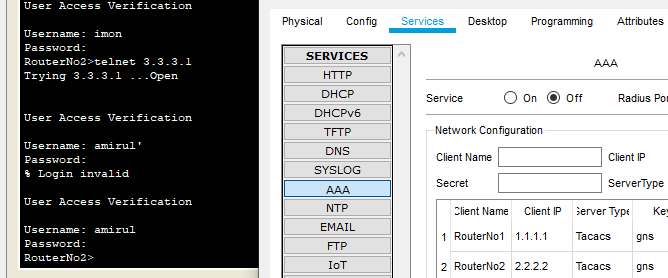 User Access Verification
Username: imon
Password:
RouterNo2>telnet 3.3.3.1
Trying 3.3.3.1 ...Open
User Access Verification
Username: amirul'
Password:
% Login invalid
User Access Verification
Username: amirul
Password:
RouterNo2>
Physical Config Services Desktop Programming Attributes
SERVICES
HTTP
DHCP
DHCPv6
TFTP
DNS
SYSLOG
AAA
NTP
EMAIL
FTP
IoT
AAA
Service On Off Radius Por
Network Configuration
Client Name Client IP
Secret ServerType
Client Name Client IP Server Type Key
1 RouterNo1 1.1.1.1 Tacacs gns
2 RouterNo2 2.2.2.2 Tacacs gns